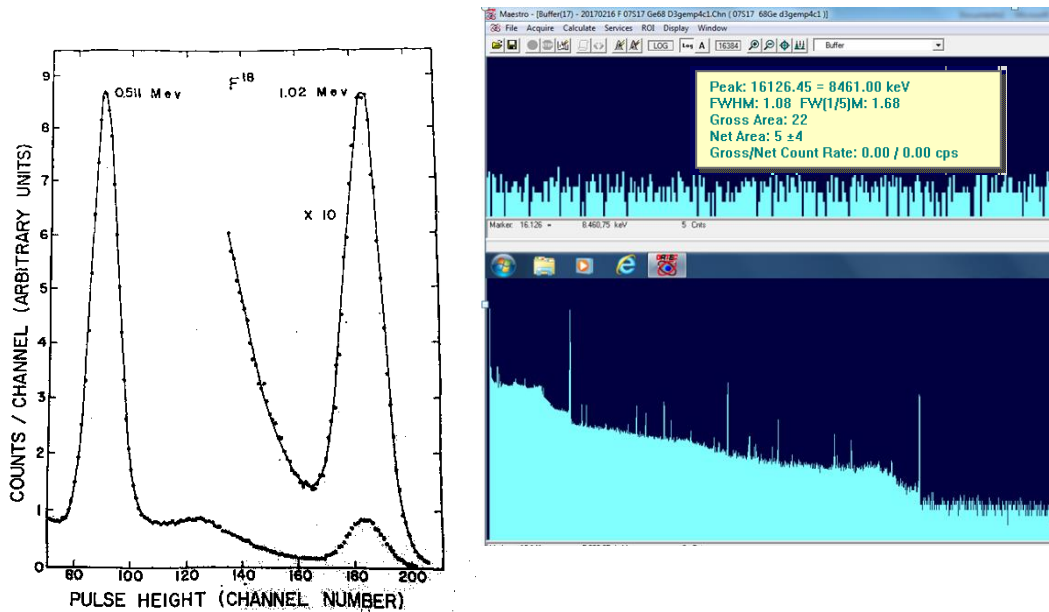 COUNTS / CHANNEL (ARBITRARY UNITS)
9
8
7
6
5
4
3
2
1
0
0.511 Mev
F18
1.02 Mev
X 10
80 100 120 140 160 180 200
PULSE HEIGHT (CHANNEL NUMBER)
Maestro - [Buffer(17) - 20170216 F 07S17 Ge68 D3gemp4c1.Chn ( 07S17 68Ge d3gemp4c1 )]
File Acquire Calculate Services ROI Display Window
LOG Log A 16384 Buffer
Peak: 16126.45 = 8461.00 keV
FWHM: 1.08 FW(1/5)M: 1.68
Gross Area: 22
Net Area: 5 ±4
Gross/Net Count Rate: 0.00 / 0.00 cps
Marker: 16.126 = 8.460,75 keV 5 Cnts